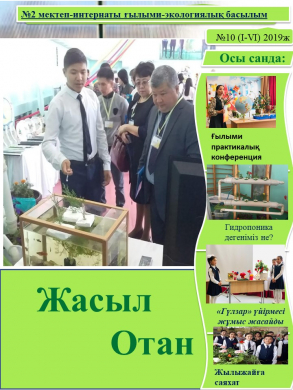 №2 мектеп-интернаты ғылыми-экологиялық басылым
№10 (I-VI) 2019ж
Осы санда:
Ғылыми
практикалық
конференция
Гидропоника
дегеніміз не?
«Гүлзар» үйірмесі
жұмыс жасайды
Жылыжайға
саяхат
Жасыл
Отан